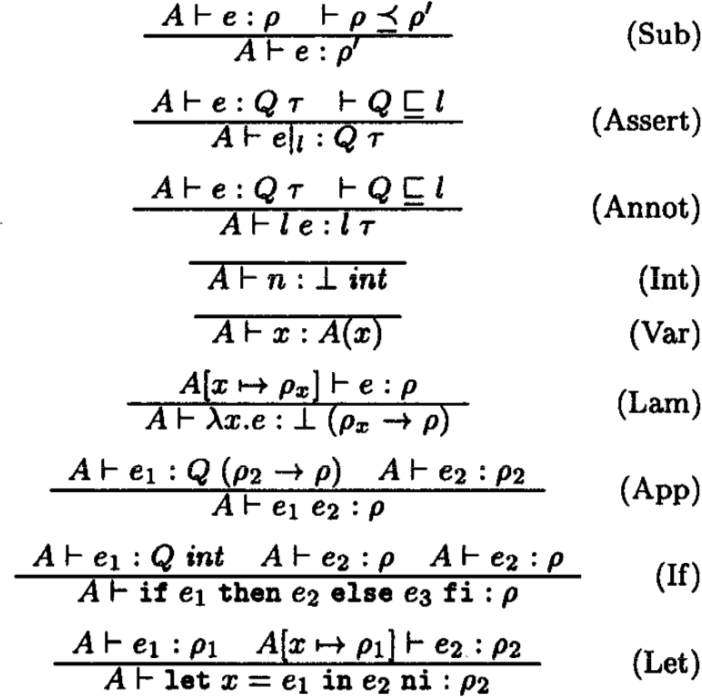 A ⊢ e : ρ ⊢ ρ ⪯ ρ′
A ⊢ e : ρ′ (Sub)
A ⊢ e : Q τ ⊢ Q ⊑ l
A ⊢ e|ₗ : Q τ (Assert)
A ⊢ e : Q τ ⊢ Q ⊑ l
A ⊢ l e : l τ (Annot)
A ⊢ n : ⊥ int (Int)
A ⊢ x : A(x) (Var)
A[x ↦ ρₓ] ⊢ e : ρ
A ⊢ λx.e : ⊥ (ρₓ → ρ) (Lam)
A ⊢ e₁ : Q (ρ₂ → ρ) A ⊢ e₂ : ρ₂
A ⊢ e₁ e₂ : ρ (App)
A ⊢ e₁ : Q int A ⊢ e₂ : ρ A ⊢ e₂ : ρ
A ⊢ if e₁ then e₂ else e₃ fi : ρ (If)
A ⊢ e₁ : ρ₁ A[x ↦ ρ₁] ⊢ e₂ : ρ₂
A ⊢ let x = e₁ in e₂ ni : ρ₂ (Let)